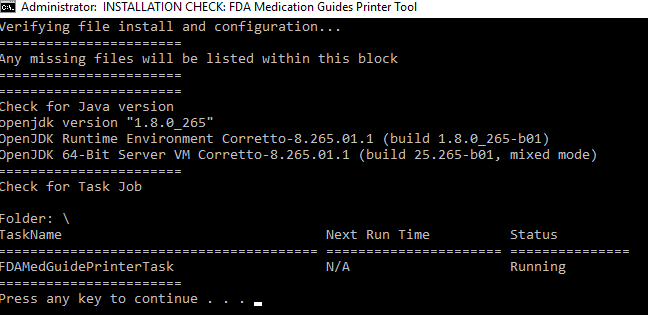 Administrator:  INSTALLATION CHECK: FDA Medication Guides Printer Tool
Verifying file install and configuration...
=======================
Any missing files will be listed within this block
=======================
=======================
Check for Java version
openjdk version "1.8.0_265"
OpenJDK Runtime Environment Corretto-8.265.01.1 (build 1.8.0_265-b01)
OpenJDK 64-Bit Server VM Corretto-8.265.01.1 (build 25.265-b01, mixed mode)
=======================
Check for Task Job
Folder: \
TaskName                                 Next Run Time          Status
======================================== ====================== ===============
FDAMedGuidePrinterTask                   N/A                    Running
=======================
Press any key to continue . . .